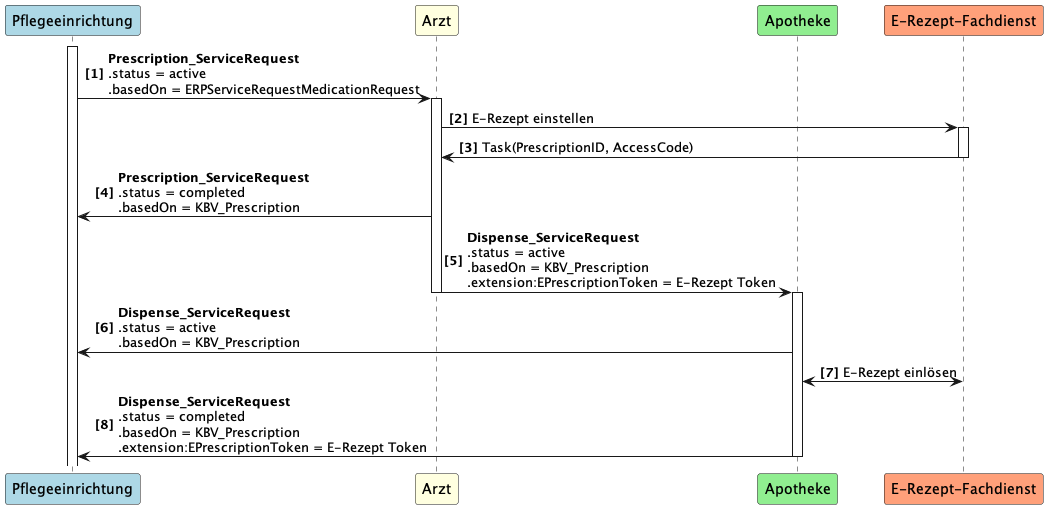 Pflegeeinrichtung
Arzt
Apotheke
E-Rezept-Fachdienst
Prescription_ServiceRequest
[1] .status = active
.basedOn = ERPServiceRequestMedicationRequest
[2] E-Rezept einstellen
[3] Task(PrescriptionID, AccessCode)
Prescription_ServiceRequest
[4] .status = completed
.basedOn = KBV_Prescription
Dispense_ServiceRequest
[5] .status = active
.basedOn = KBV_Prescription
.extension:EPrescriptionToken = E-Rezept Token
Dispense_ServiceRequest
[6] .status = active
.basedOn = KBV_Prescription
[7] E-Rezept einlösen
Dispense_ServiceRequest
[8] .status = completed
.basedOn = KBV_Prescription
.extension:EPrescriptionToken = E-Rezept Token
Pflegeeinrichtung
Arzt
Apotheke
E-Rezept-Fachdienst